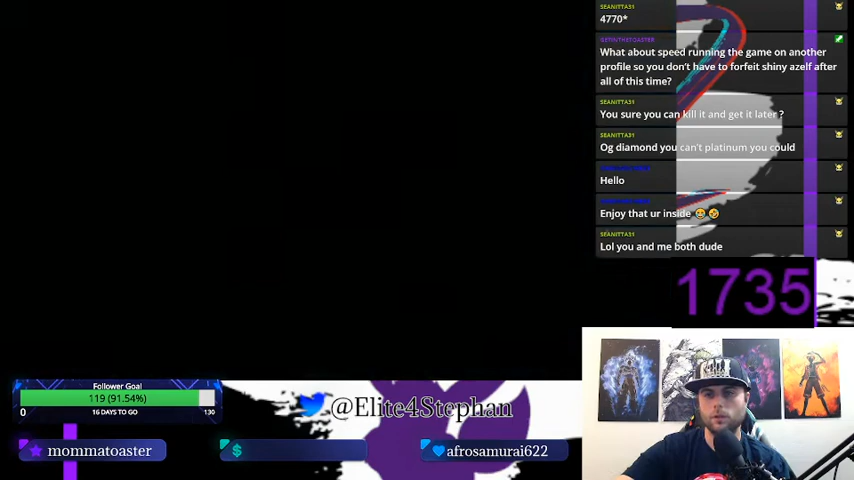 SEANITTA31
4770*
GETINTHETOASTER
What about speed running the game on another
profile so you don't have to forfeit shiny azelf after
all of this time?
SEANITTA31
You sure you can kill it and get it later ?
SEANITTA31
Og diamond you can't platinum you could
Hello
Enjoy that ur inside 😂 🤣
SEANITTA31
Lol you and me both dude
1735
Follower Goal
119 (91.54%)
0
16 DAYS TO GO
130
@Elite4Stephan
mommatoaster
$
afrosamurai622